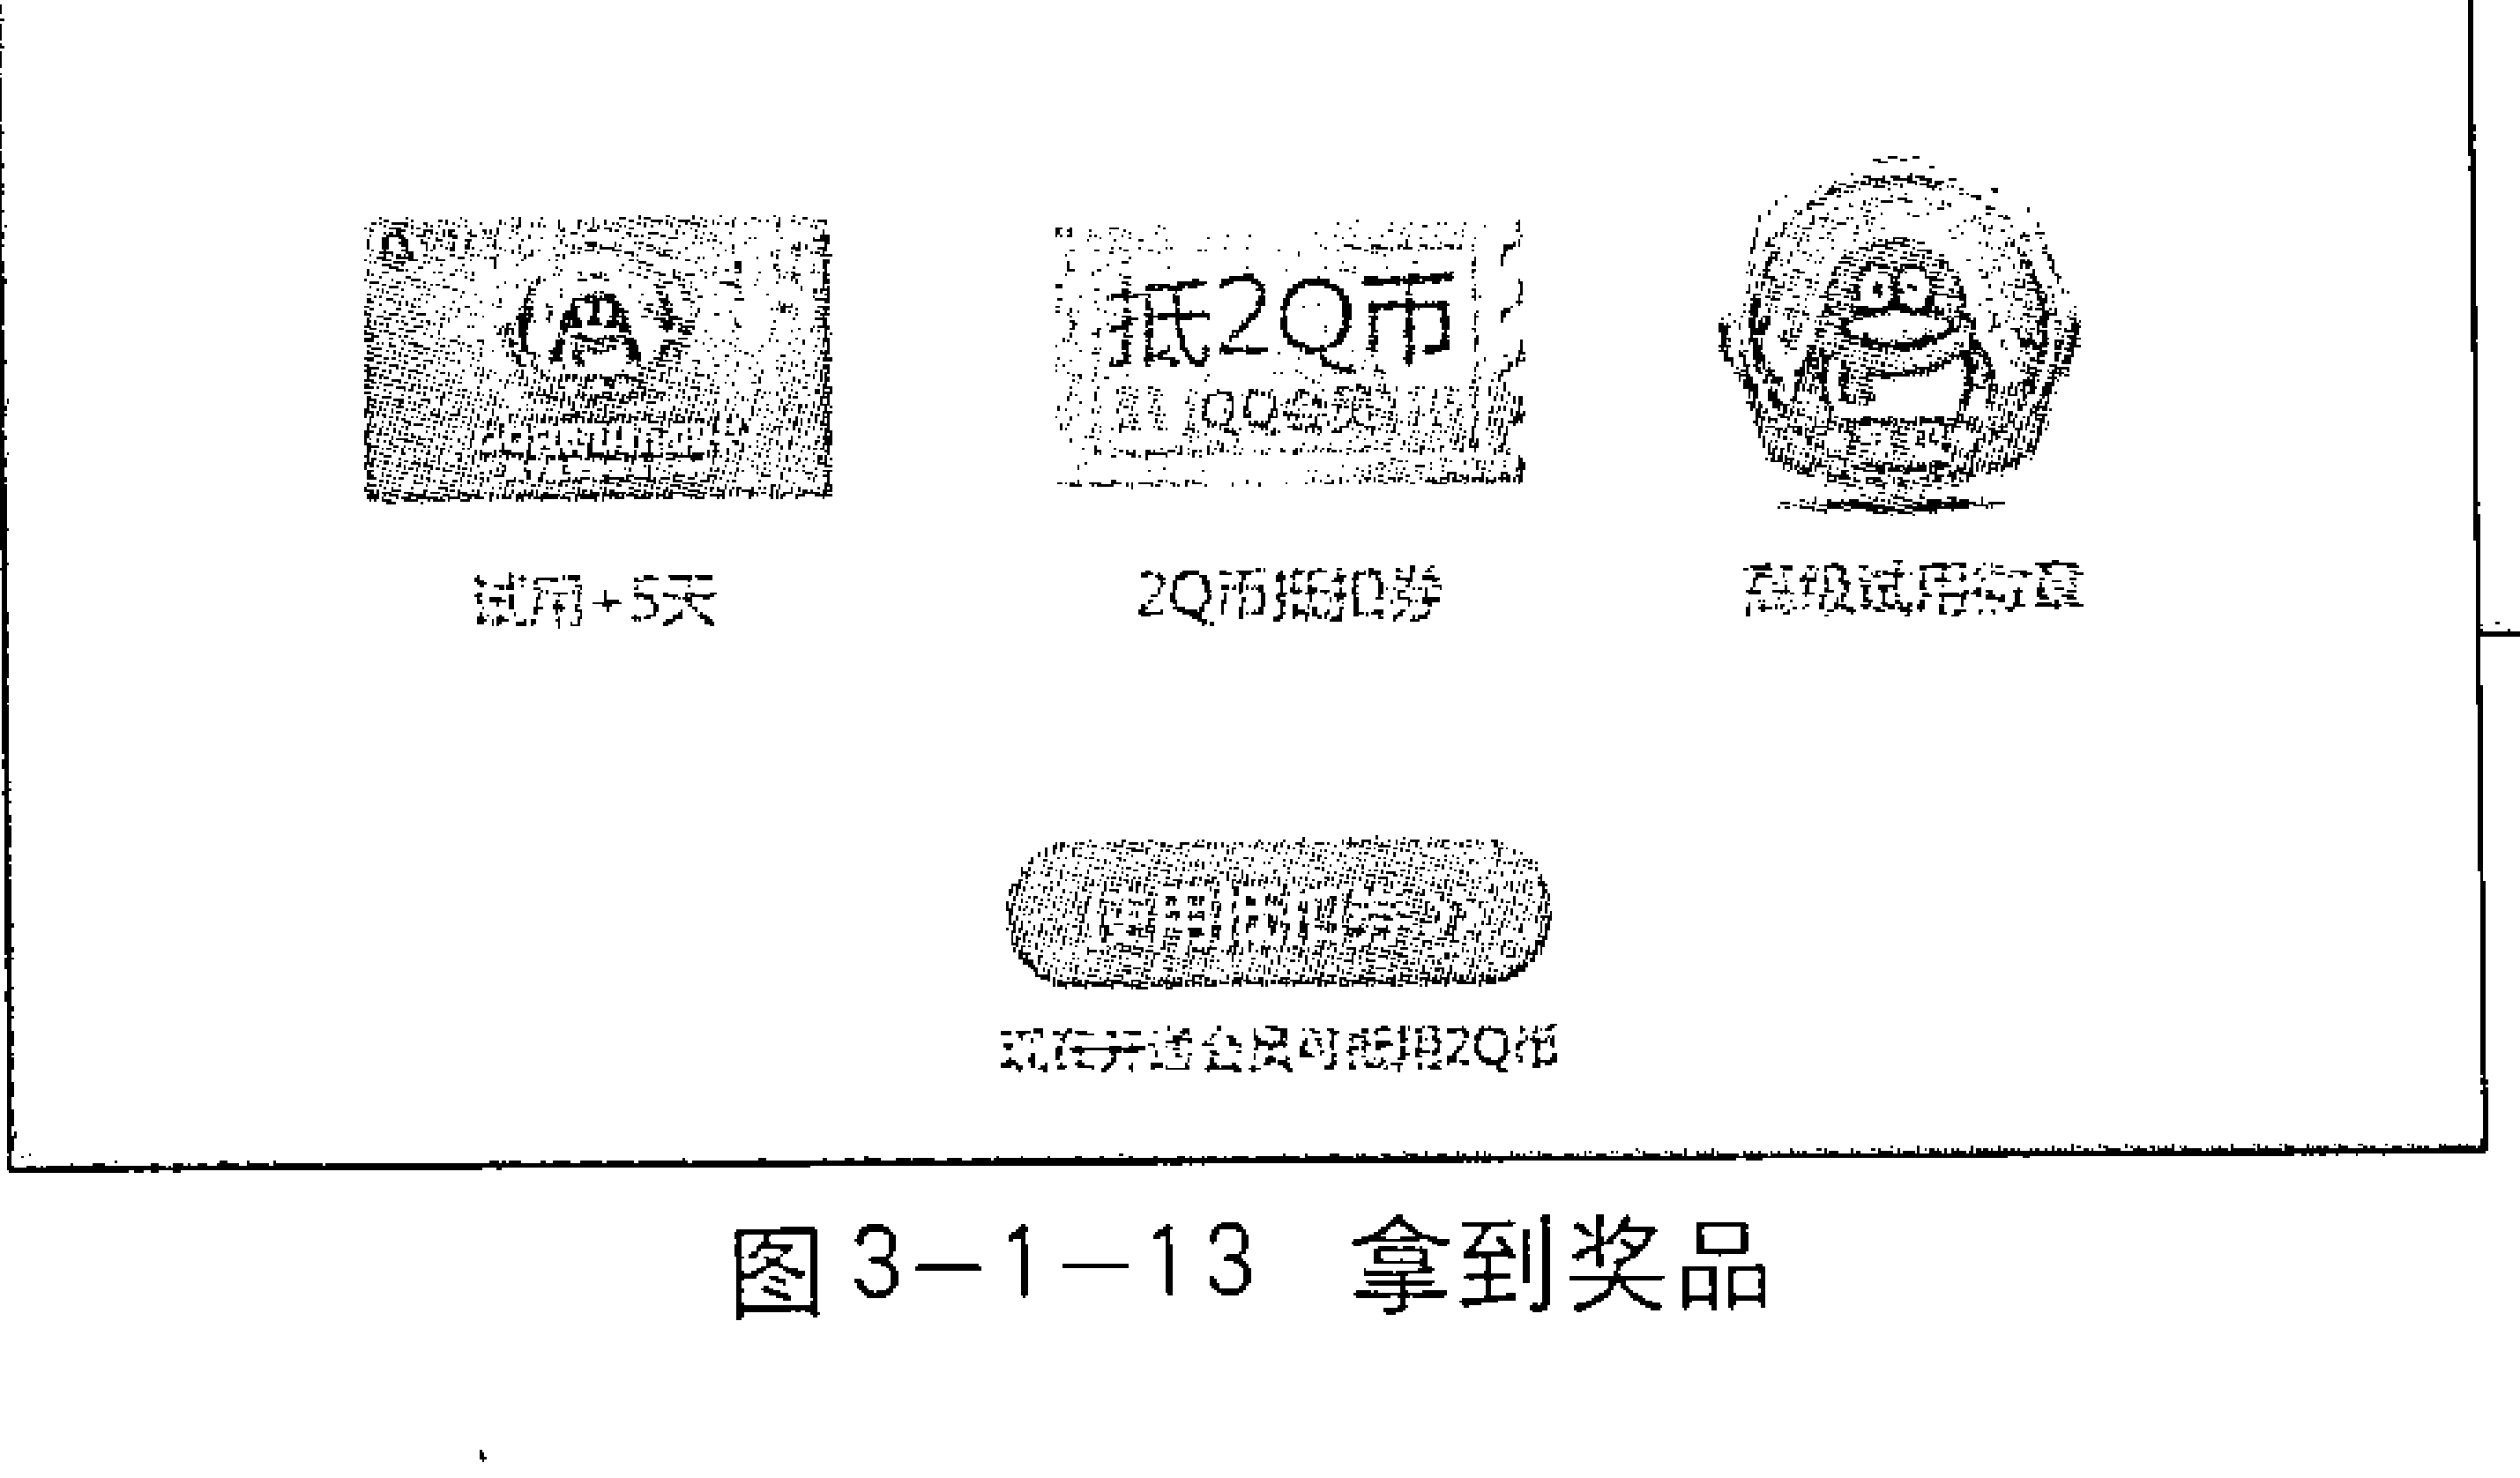 抵2Q币
试用+5天
2Q币抵扣券
高级试用徽章
现在开通会员可抵用2Q币
图3-1-13 拿到奖品